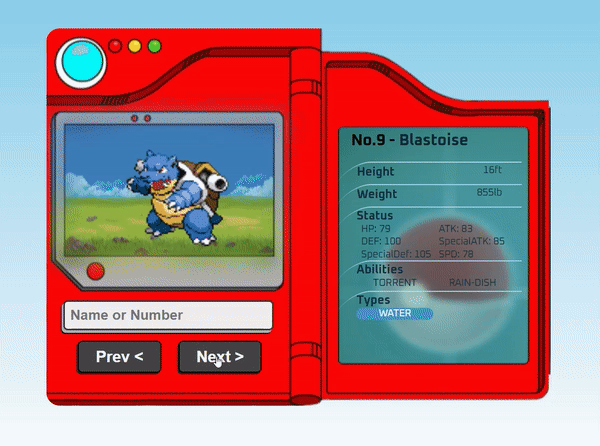 No.9 - Blastoise
Height 16ft
Weight 855lb
Status
HP: 79 ATK: 83
DEF: 100 SpecialATK: 85
SpecialDef: 105 SPD: 78
Abilities
TORRENT RAIN-DISH
Types
WATER
Name or Number
Prev < Next >